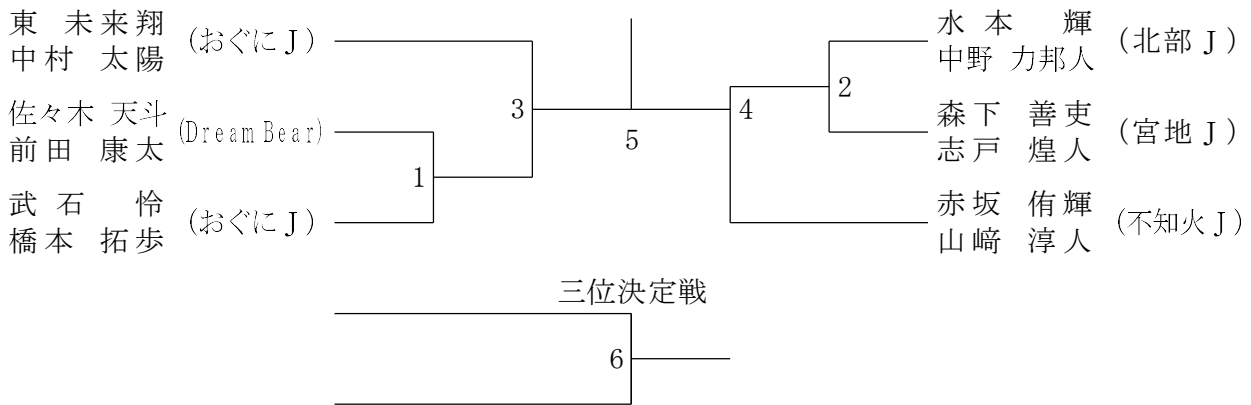 東 未来翔
中村 太陽
(おぐにJ)
佐々木 天斗
前田 康太
(Dream Bear)
武石 怜
橋本 拓歩
(おぐにJ)
1
3
5
4
2
水本 輝
中野 力邦人
(北部J)
森下 善吏
志戸 煌人
(宮地J)
赤坂 侑輝
山﨑 淳人
(不知火J)
三位決定戦
6